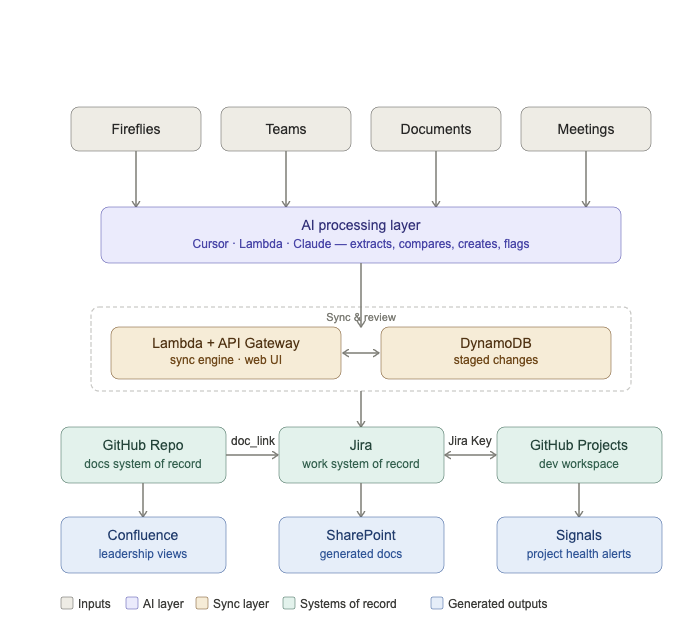 Fireflies
Teams
Documents
Meetings
AI processing layer
Cursor · Lambda · Claude — extracts, compares, creates, flags
Sync & review
Lambda + API Gateway
sync engine · web UI
DynamoDB
staged changes
GitHub Repo
docs system of record
doc_link
Jira
work system of record
Jira Key
GitHub Projects
dev workspace
Confluence
leadership views
SharePoint
generated docs
Signals
project health alerts
Inputs
AI layer
Sync layer
Systems of record
Generated outputs